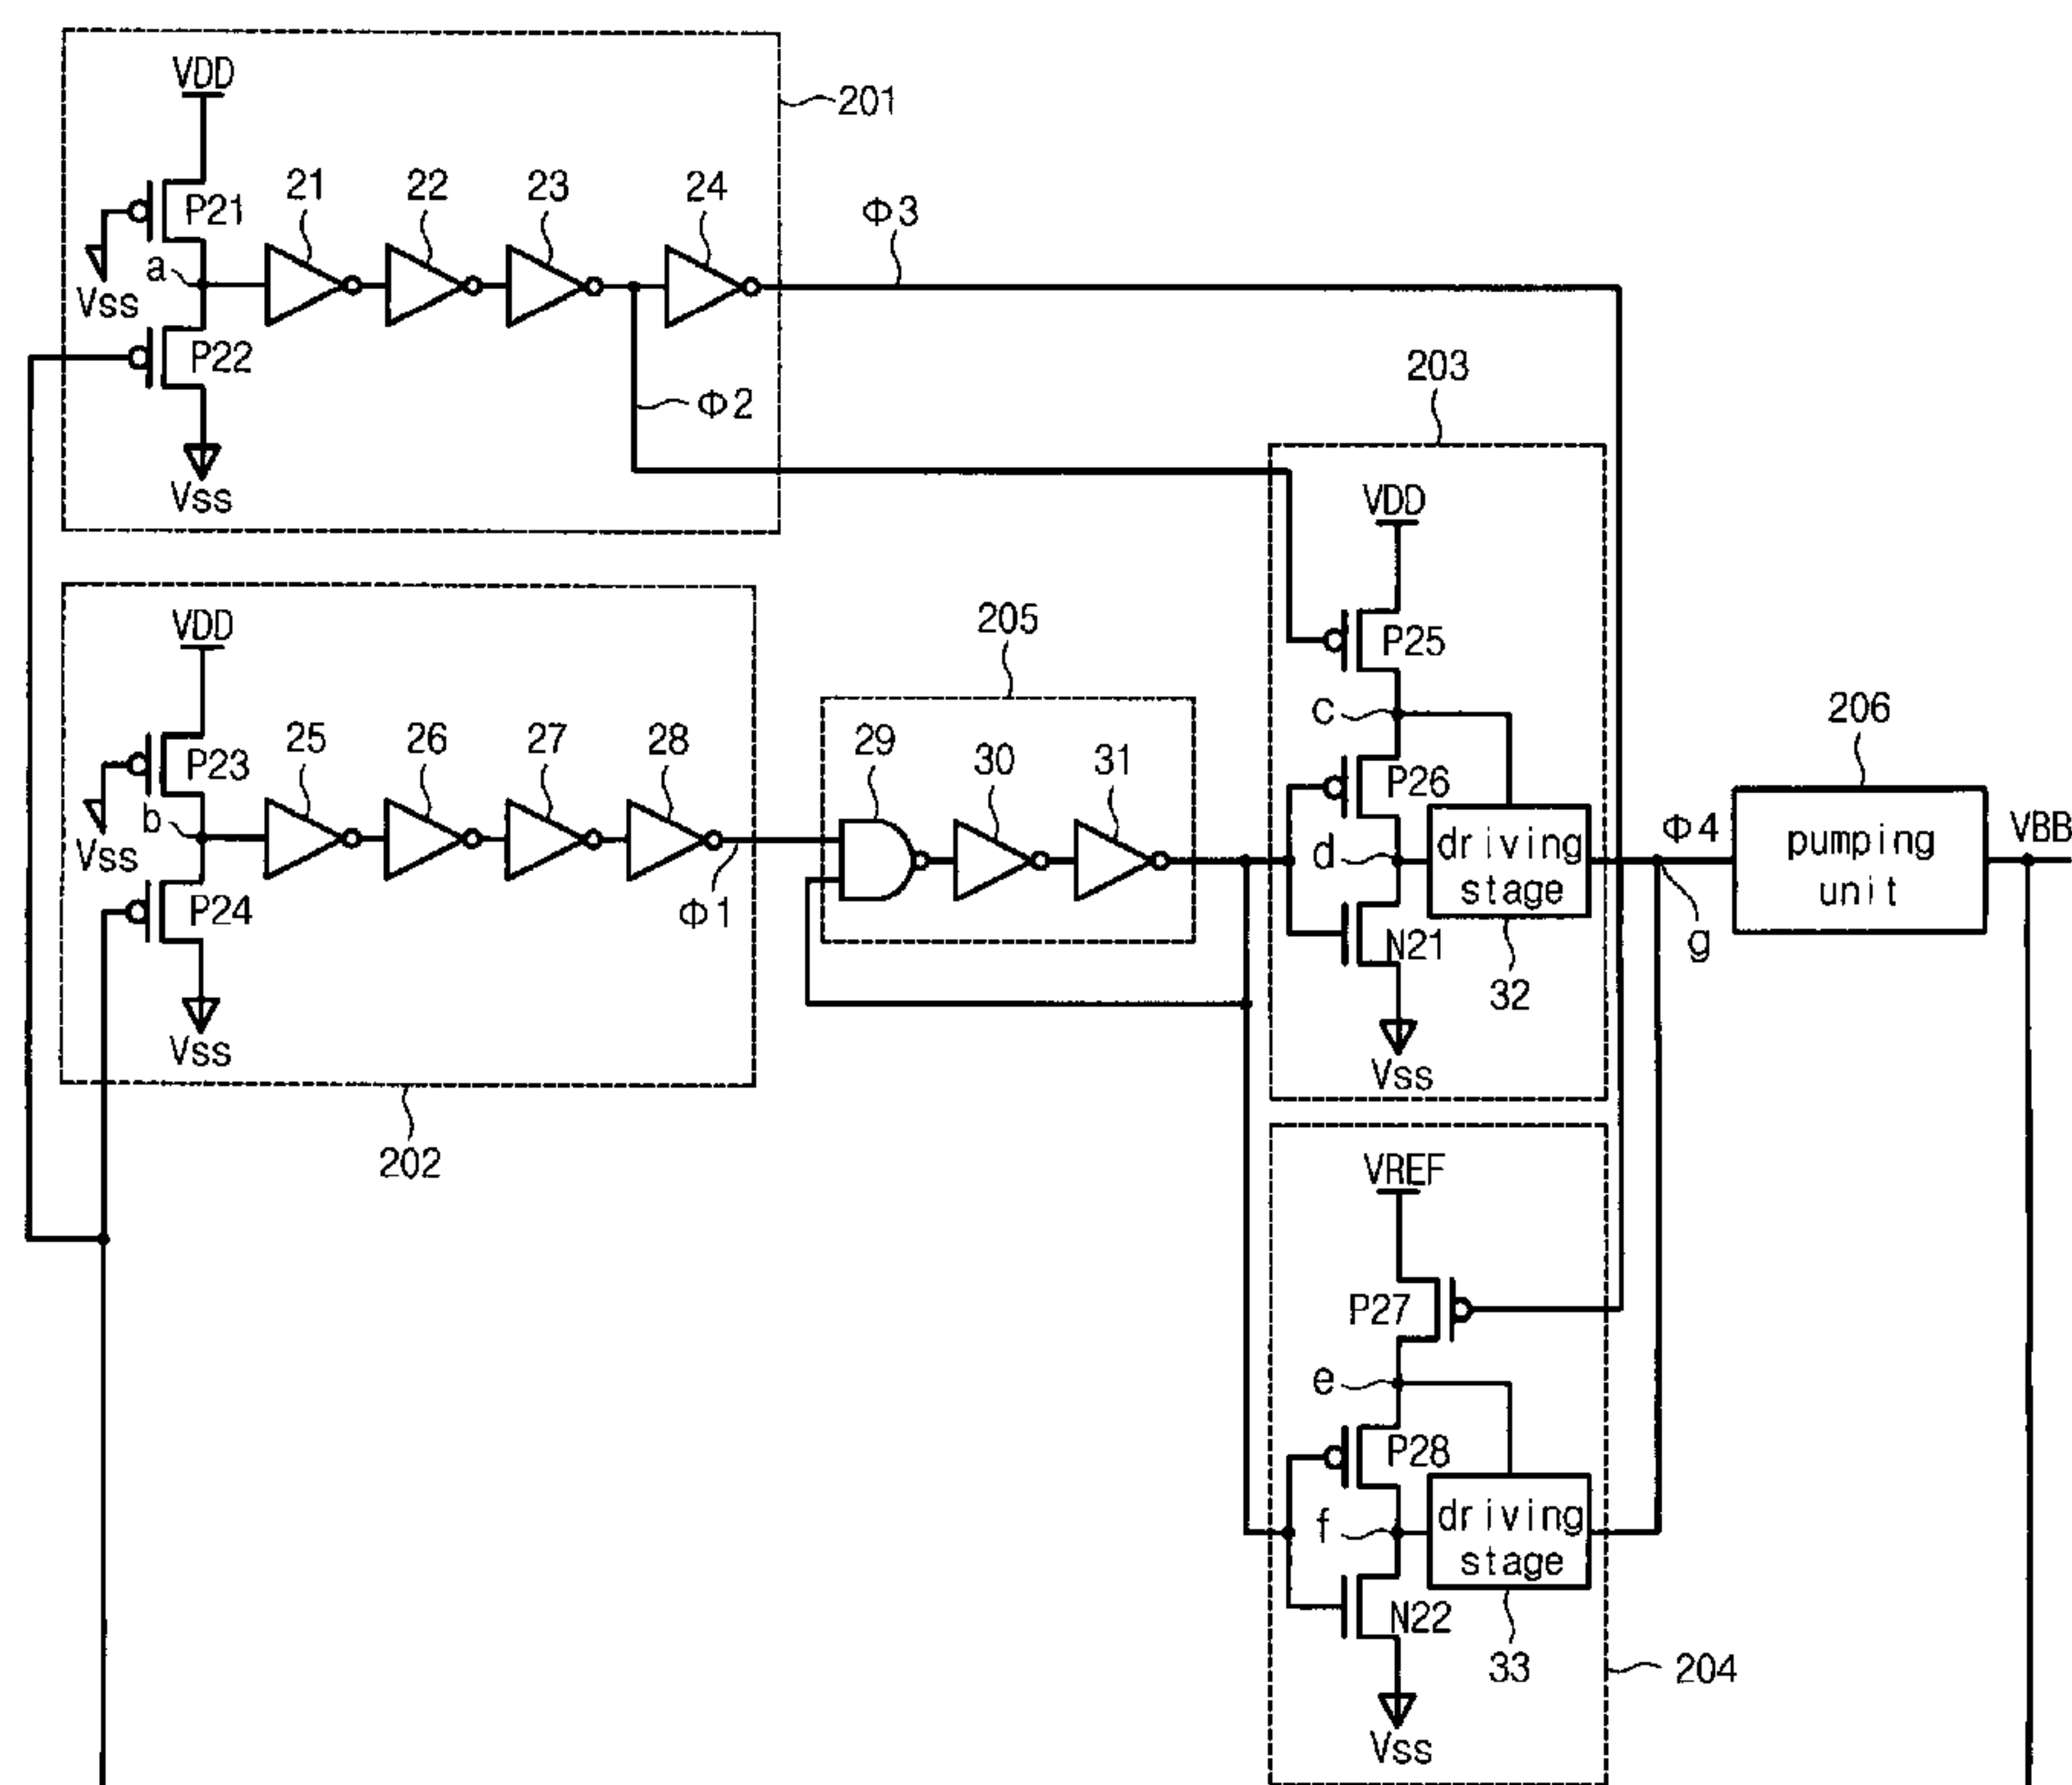 VDD
201
P21
21
22
23
24
Φ3
a
Vss
P22
Φ2
Vss
203
VDD
P25
c
VDD
205
P23
25
26
27
28
29
30
31
P26
206
b
Vss
driving
stage
d
Φ4
pumping
unit
VBB
P24
Φ1
N21
g
32
Vss
Vss
202
VREF
P27
e
P28
driving
stage
f
N22
33
204
Vss